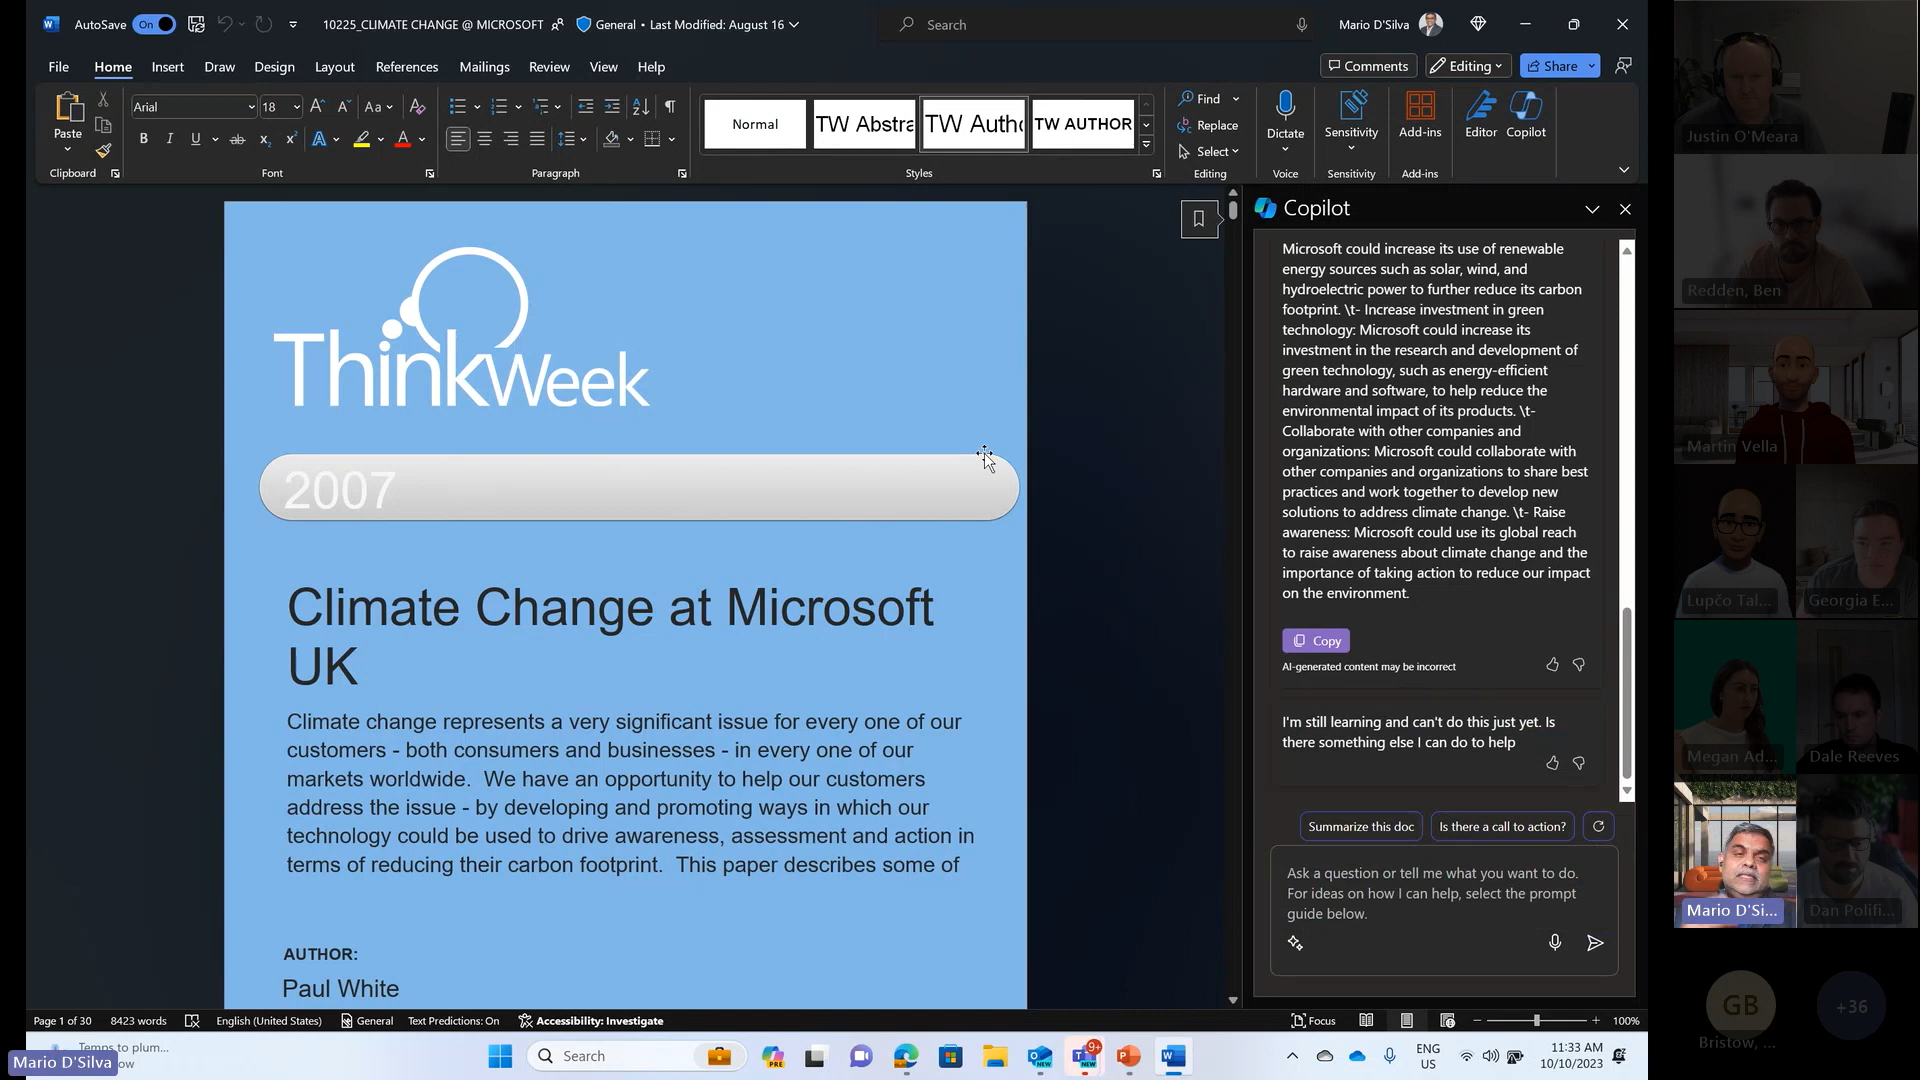 AutoSave On 10225_CLIMATE CHANGE @ MICROSOFT General • Last Modified: August 16 Search Mario D'Silva
File Home Insert Draw Design Layout References Mailings Review View Help Comments Editing Share
Paste
Clipboard
Arial 18 Aa
B I U ab x₂ x² A A
Font
Paragraph
Normal TW Abstra TW Autho TW AUTHOR
Styles
Find
Replace
Select
Editing
Dictate
Voice
Sensitivity
Sensitivity
Add-ins
Add-ins
Editor Copilot
ThinkWeek
2007
Climate Change at Microsoft
UK
Climate change represents a very significant issue for every one of our
customers - both consumers and businesses - in every one of our
markets worldwide. We have an opportunity to help our customers
address the issue - by developing and promoting ways in which our
technology could be used to drive awareness, assessment and action in
terms of reducing their carbon footprint. This paper describes some of
AUTHOR:
Paul White
Copilot
Microsoft could increase its use of renewable
energy sources such as solar, wind, and
hydroelectric power to further reduce its carbon
footprint. \t- Increase investment in green
technology: Microsoft could increase its
investment in the research and development of
green technology, such as energy-efficient
hardware and software, to help reduce the
environmental impact of its products. \t-
Collaborate with other companies and
organizations: Microsoft could collaborate with
other companies and organizations to share best
practices and work together to develop new
solutions to address climate change. \t- Raise
awareness: Microsoft could use its global reach
to raise awareness about climate change and the
importance of taking action to reduce our impact
on the environment.
Copy
AI-generated content may be incorrect
I'm still learning and can't do this just yet. Is
there something else I can do to help
Summarize this doc Is there a call to action?
Ask a question or tell me what you want to do.
For ideas on how I can help, select the prompt
guide below.
Page 1 of 30 8423 words English (United States) General Text Predictions: On Accessibility: Investigate Focus 100%
Temps to plum...
Mario D'Silva
Search
PRE
NEW
9+
NEW
ENG
US
11:33 AM
10/10/2023
Justin O'Meara
Redden, Ben
Martin Vella
Lupčo Tal... Georgia E...
Megan Ad... Dale Reeves
Mario D'Si... Dan Polifi...
GB +36
Bristow, ...